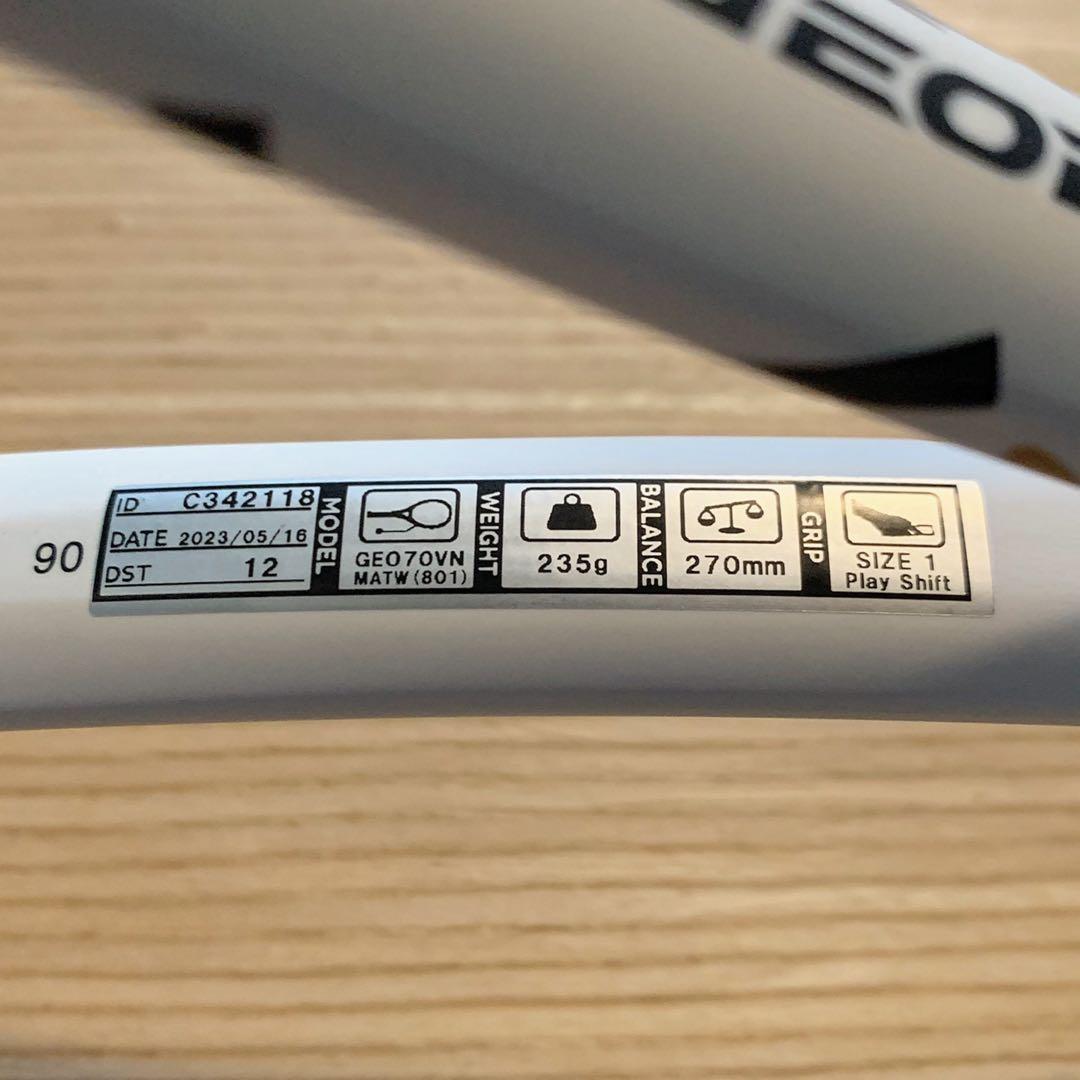 GEO
90
ID C342118
DATE 2023/05/16
DST 12
MODEL
GEO70VN
MATW(801)
WEIGHT
235g
BALANCE
270mm
GRIP
SIZE 1
Play Shift